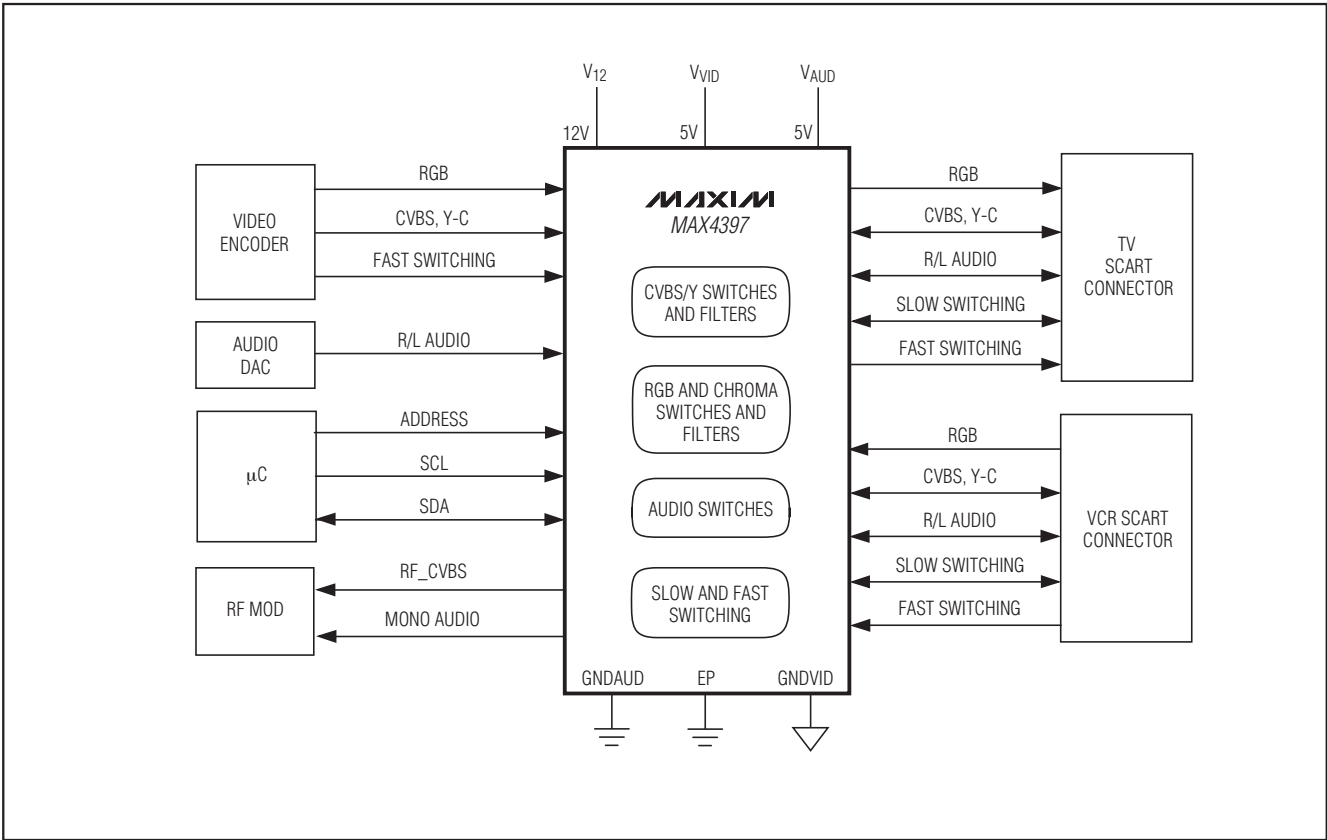 V12
VVID
VAUD
12V
5V
5V
VIDEO
ENCODER
RGB
CVBS, Y-C
FAST SWITCHING
AUDIO
DAC
R/L AUDIO
μC
ADDRESS
SCL
SDA
RF MOD
RF_CVBS
MONO AUDIO
MAXIM
MAX4397
CVBS/Y SWITCHES
AND FILTERS
RGB AND CHROMA
SWITCHES AND
FILTERS
AUDIO SWITCHES
SLOW AND FAST
SWITCHING
GNDAUD
EP
GNDVID
RGB
CVBS, Y-C
R/L AUDIO
SLOW SWITCHING
FAST SWITCHING
TV
SCART
CONNECTOR
RGB
CVBS, Y-C
R/L AUDIO
SLOW SWITCHING
FAST SWITCHING
VCR SCART
CONNECTOR